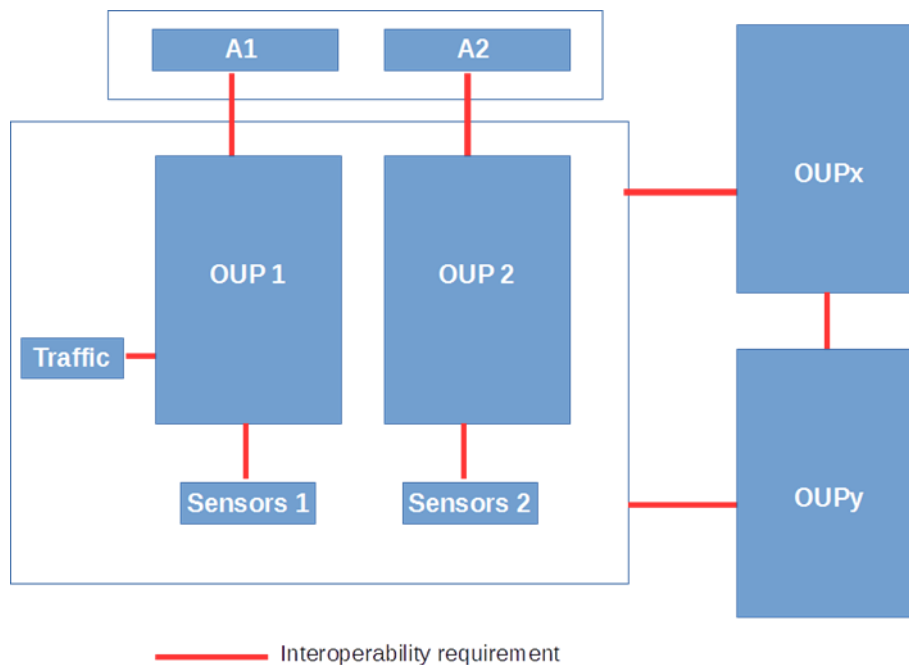 A1
A2
OUPx
OUP 1
OUP 2
Traffic
Sensors 1
Sensors 2
OUPy
Interoperability requirement